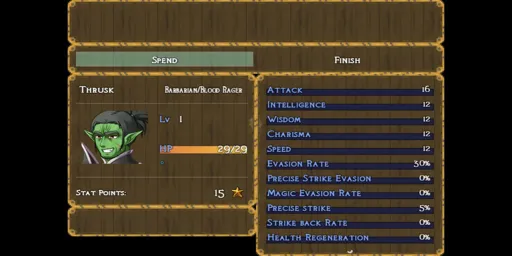 Spend
Finish
Thrusk
Barbarian/Blood Rager
Lv 1
HP 29/29
Stat Points: 15
Attack 16
Intelligence 12
Wisdom 12
Charisma 12
Speed 12
Evasion Rate 30%
Precise Strike Evasion 0%
Magic Evasion Rate 0%
Precise Strike 5%
Strike back Rate 0%
Health Regeneration 0%